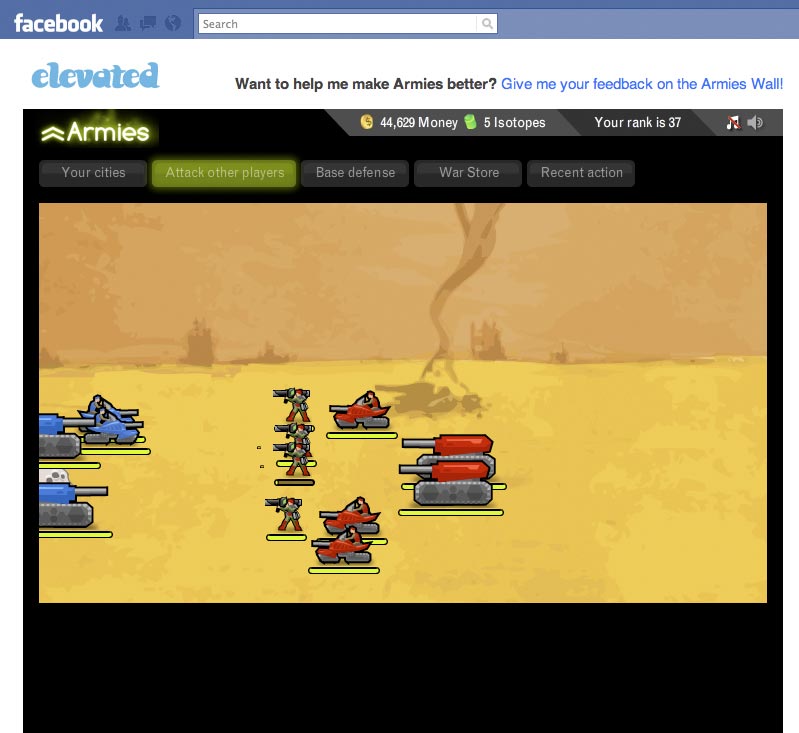 facebook
Search
elevated
Want to help me make Armies better? Give me your feedback on the Armies Wall!
Armies
44,629 Money 5 Isotopes Your rank is 37
Your cities Attack other players Base defense War Store Recent action